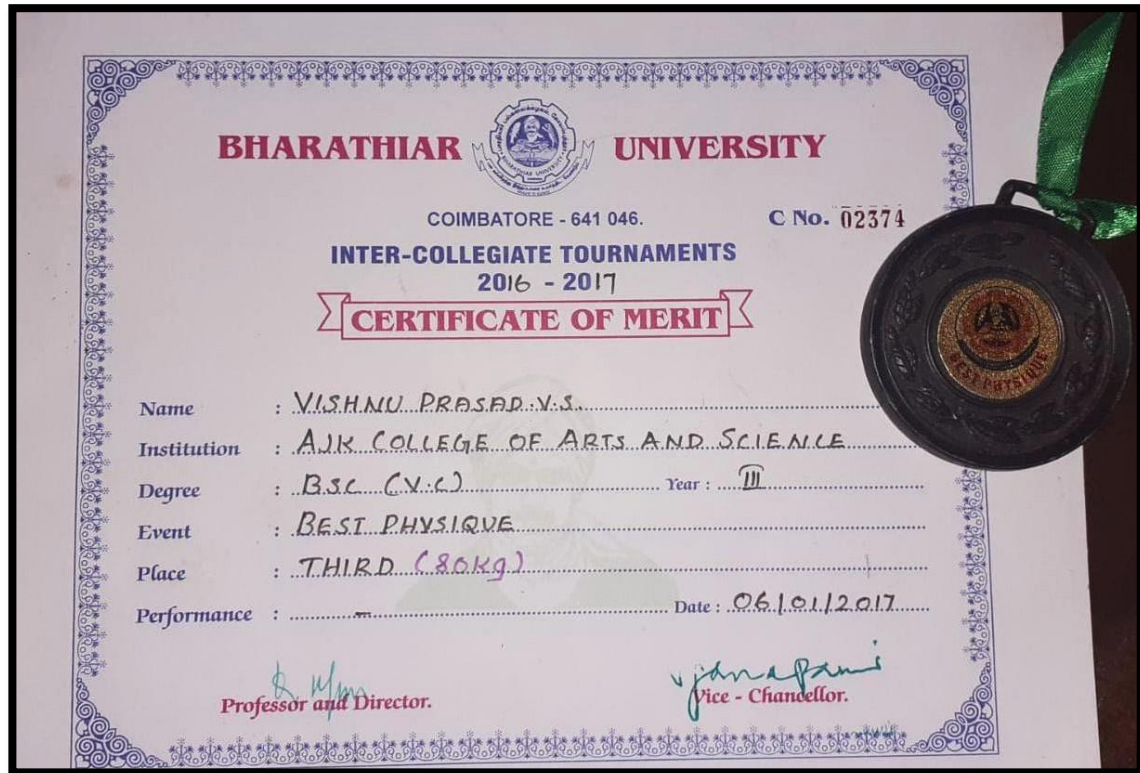 BHARATHIAR UNIVERSITY
COIMBATORE - 641 046.
C No. 02374
INTER-COLLEGIATE TOURNAMENTS
2016 - 2017
CERTIFICATE OF MERIT
Name : VISHNU PRASAD.V.S.
Institution : AJK COLLEGE OF ARTS AND SCIENCE
Degree : B.SC (V.C) Year : III
Event : BEST PHYSIQUE
Place : THIRD (80Kg)
Performance : - Date : 06/01/2017
Professor and Director.
Vice - Chancellor.
BEST PHYSIQUE